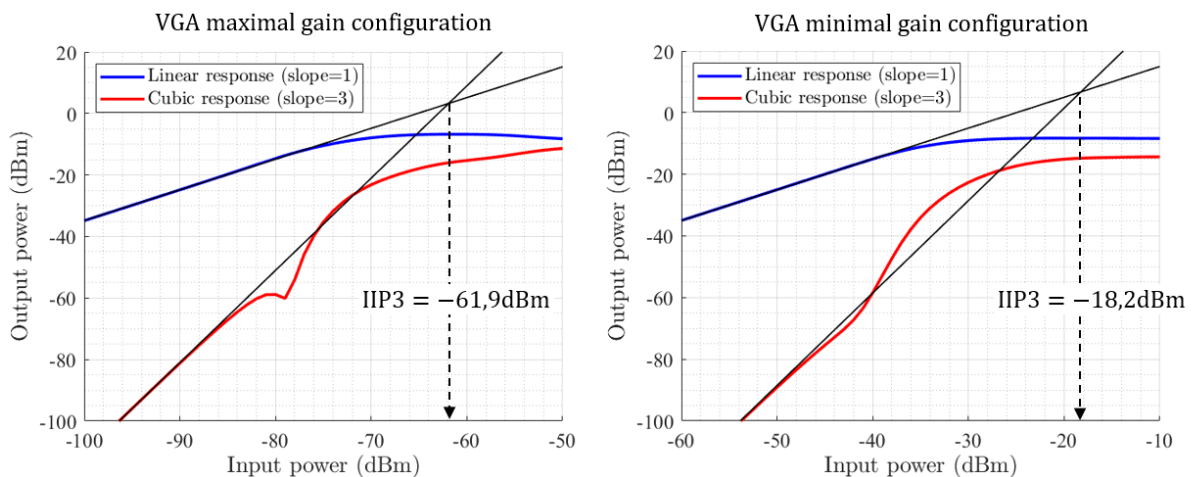 VGA maximal gain configuration
20
0
-20
-40
-60
-80
-100
Output power (dBm)
Linear response (slope=1)
Cubic response (slope=3)
IIP3 = −61,9dBm
-100
-90
-80
-70
-60
-50
Input power (dBm)
VGA minimal gain configuration
20
0
-20
-40
-60
-80
-100
Output power (dBm)
Linear response (slope=1)
Cubic response (slope=3)
IIP3 = −18,2dBm
-60
-50
-40
-30
-20
-10
Input power (dBm)